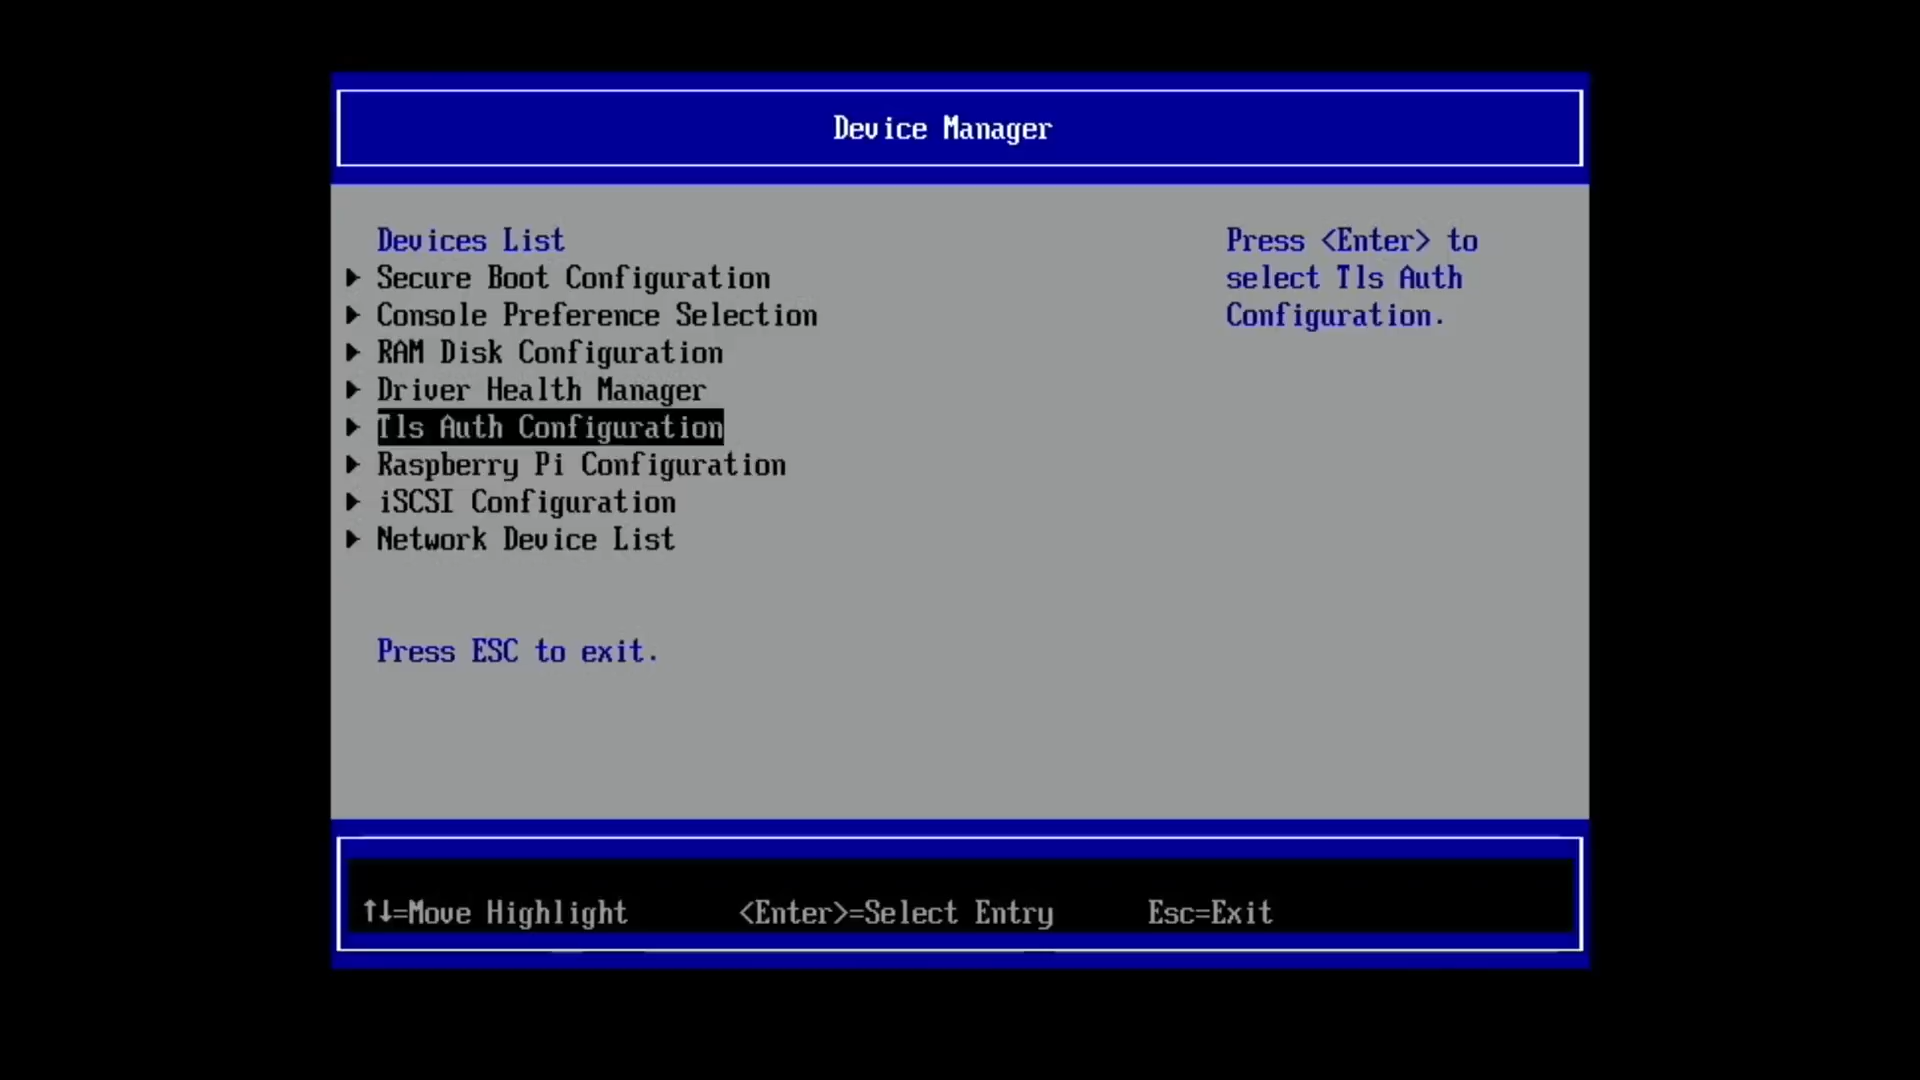 Device Manager
Devices List
Secure Boot Configuration
Console Preference Selection
RAM Disk Configuration
Driver Health Manager
Tls Auth Configuration
Raspberry Pi Configuration
iSCSI Configuration
Network Device List
Press ESC to exit.
Press <Enter> to
select Tls Auth
Configuration.
↑↓=Move Highlight <Enter>=Select Entry Esc=Exit